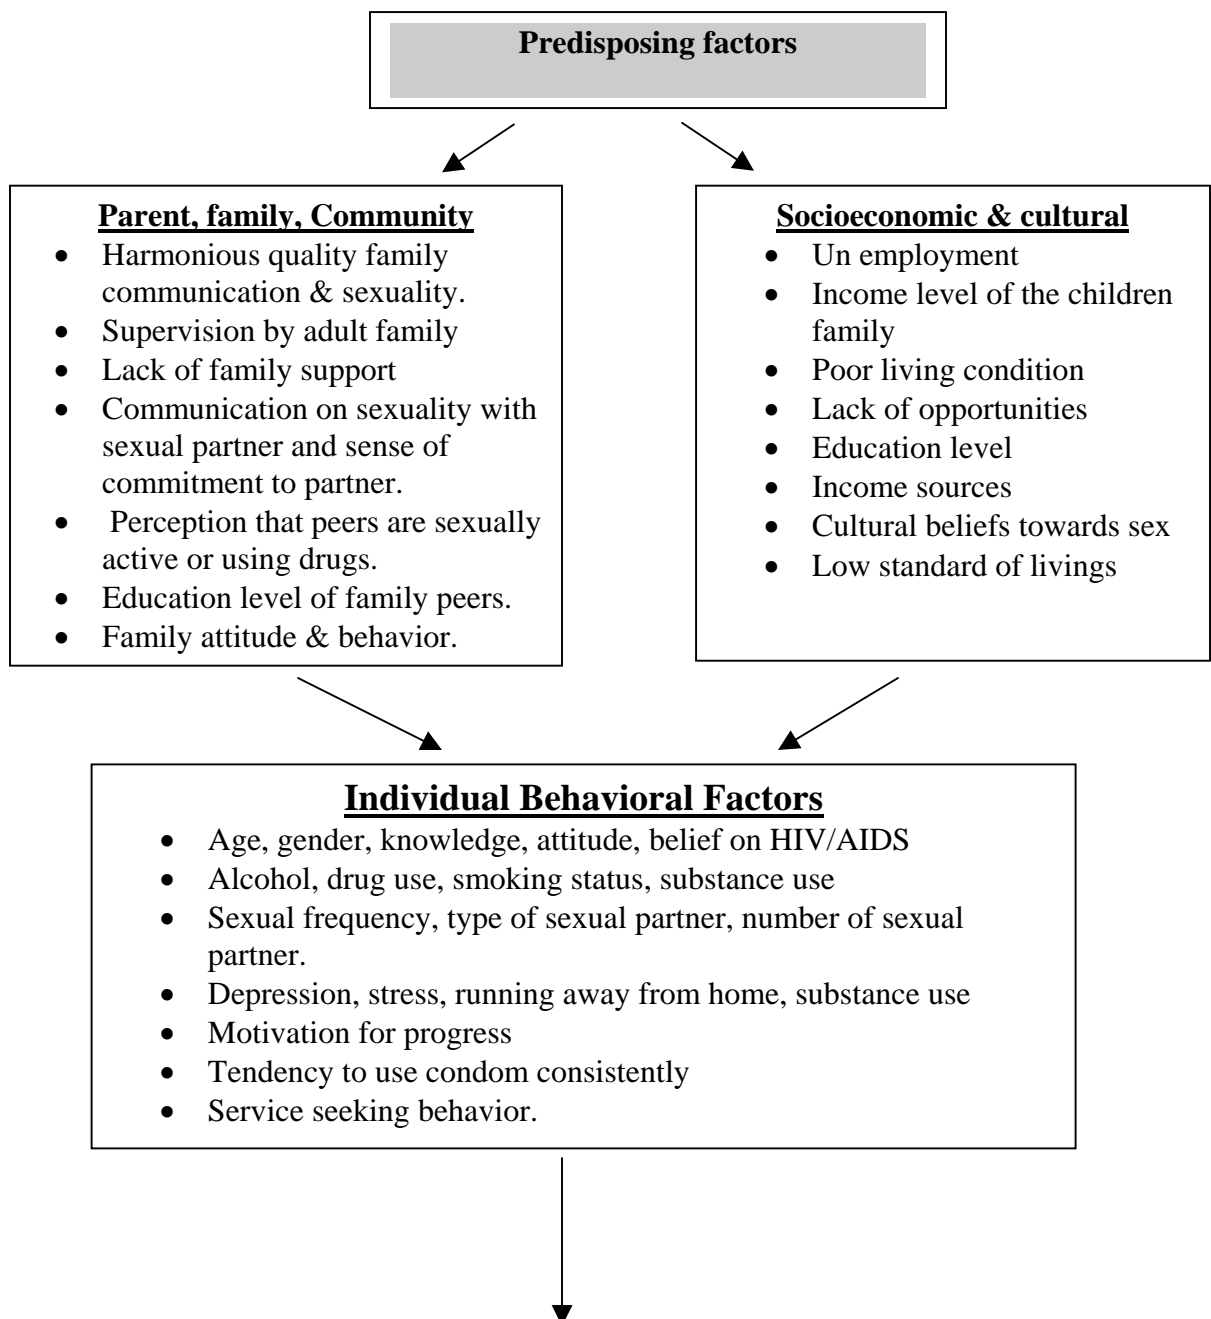 Predisposing factors
Parent, family, Community
• Harmonious quality family
communication & sexuality.
• Supervision by adult family
• Lack of family support
• Communication on sexuality with
sexual partner and sense of
commitment to partner.
• Perception that peers are sexually
active or using drugs.
• Education level of family peers.
• Family attitude & behavior.
Socioeconomic & cultural
• Un employment
• Income level of the children
family
• Poor living condition
• Lack of opportunities
• Education level
• Income sources
• Cultural beliefs towards sex
• Low standard of livings
Individual Behavioral Factors
• Age, gender, knowledge, attitude, belief on HIV/AIDS
• Alcohol, drug use, smoking status, substance use
• Sexual frequency, type of sexual partner, number of sexual
partner.
• Depression, stress, running away from home, substance use
• Motivation for progress
• Tendency to use condom consistently
• Service seeking behavior.